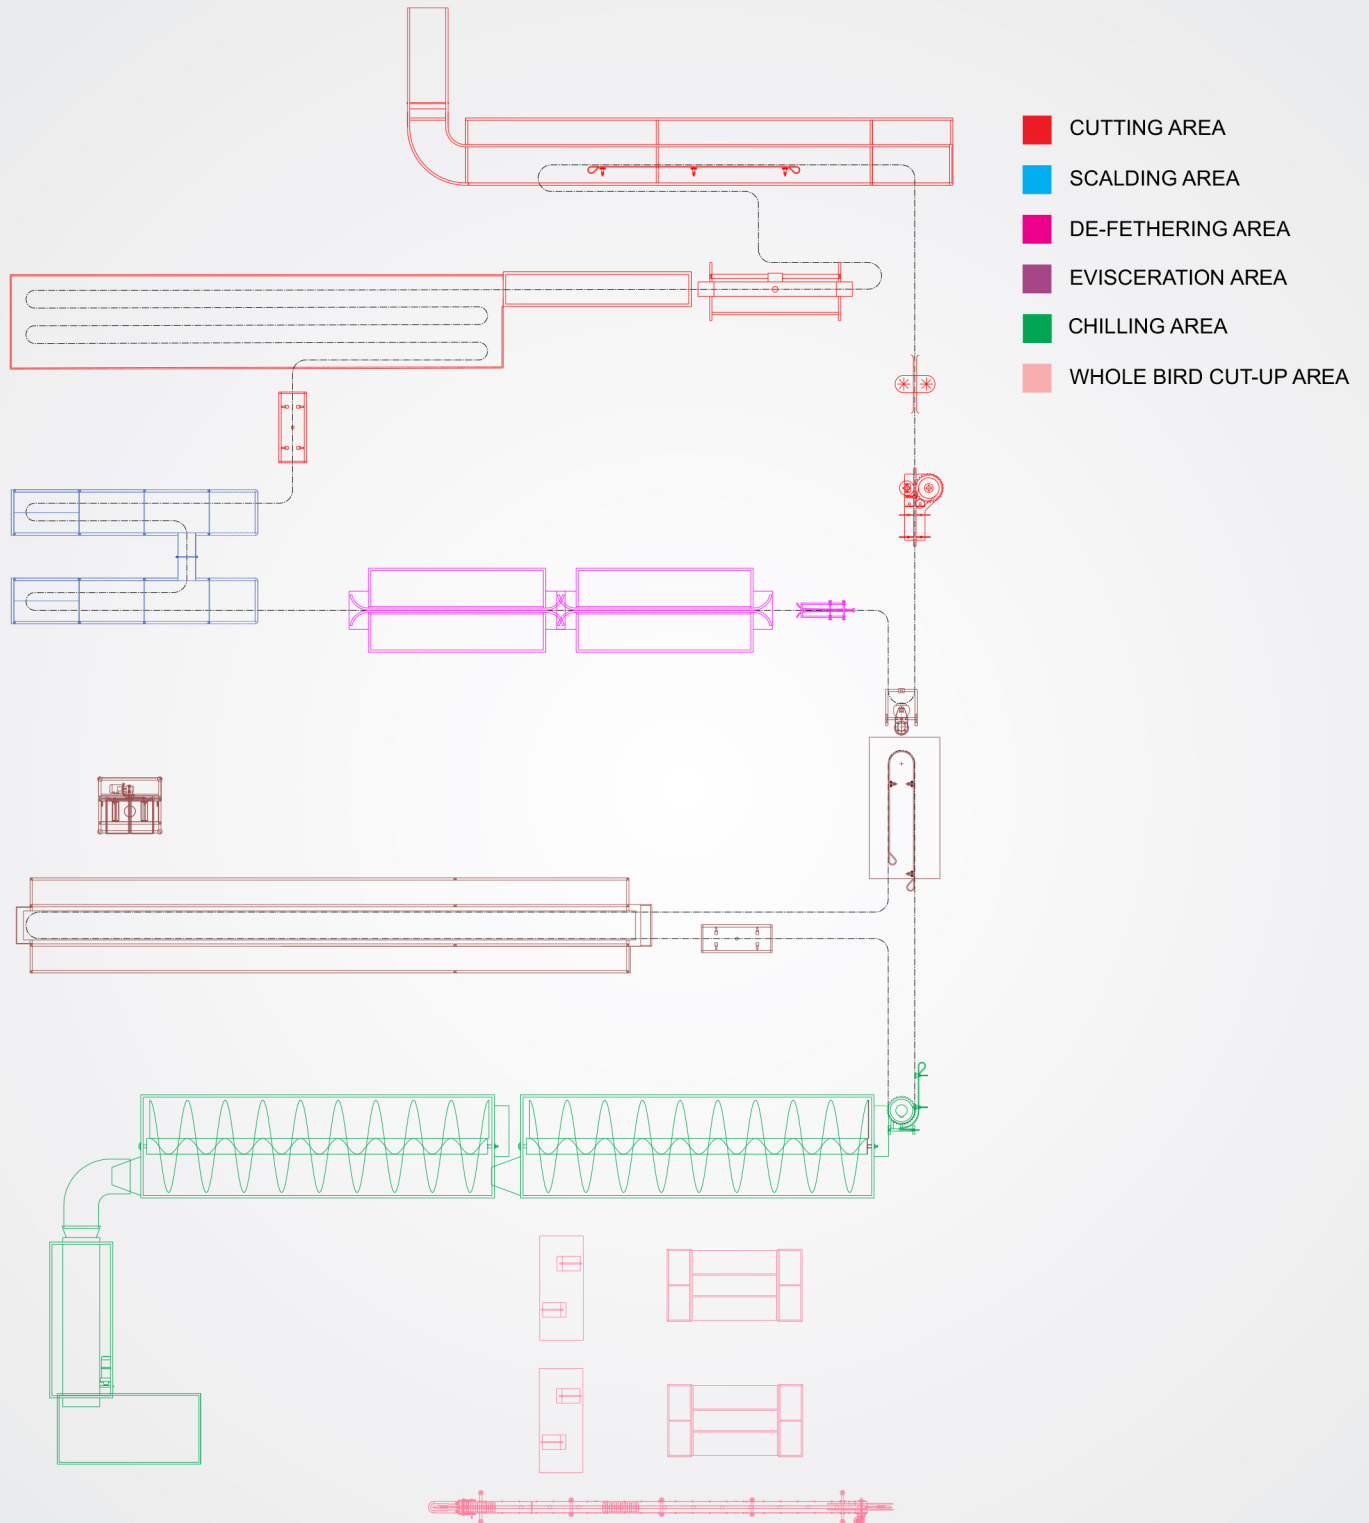 CUTTING AREA
SCALDING AREA
DE-FETHERING AREA
EVISCERATION AREA
CHILLING AREA
WHOLE BIRD CUT-UP AREA